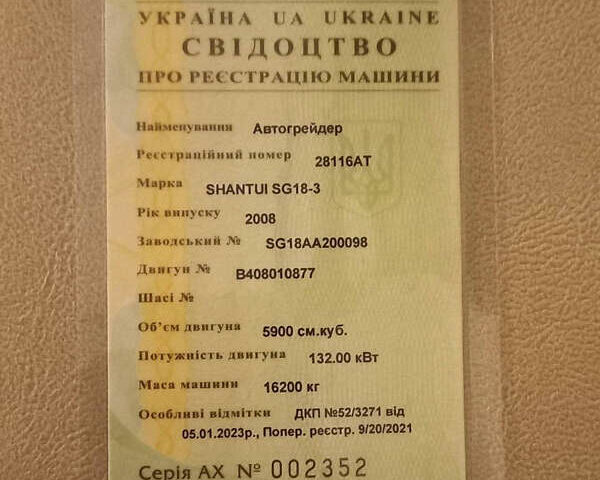 УКРАЇНА UA UKRAINE
СВІДОЦТВО
ПРО РЕЄСТРАЦІЮ МАШИНИ
Найменування Автогрейдер
Реєстраційний номер 28116АТ
Марка SHANTUI SG18-3
Рік випуску 2008
Заводський № SG18AA200098
Двигун № B408010877
Шасі №
Об'єм двигуна 5900 см.куб.
Потужність двигуна 132.00 кВт
Маса машини 16200 кг
Особливі відмітки ДКП №52/3271 від
05.01.2023р., Попер. реєстр. 9/20/2021
Серія АХ № 002352